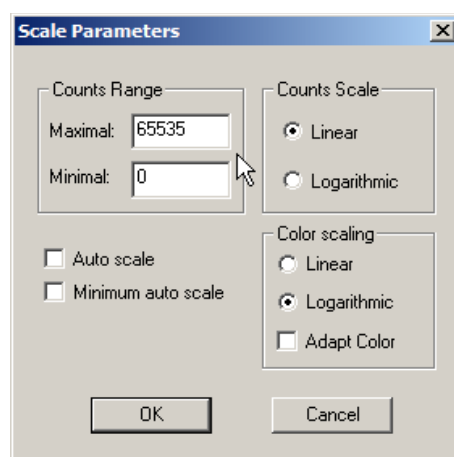 Scale Parameters
Counts Range
Maximal: 65535
Minimal: 0
Counts Scale
Linear
Logarithmic
Auto scale
Minimum auto scale
Color scaling
Linear
Logarithmic
Adapt Color
OK
Cancel